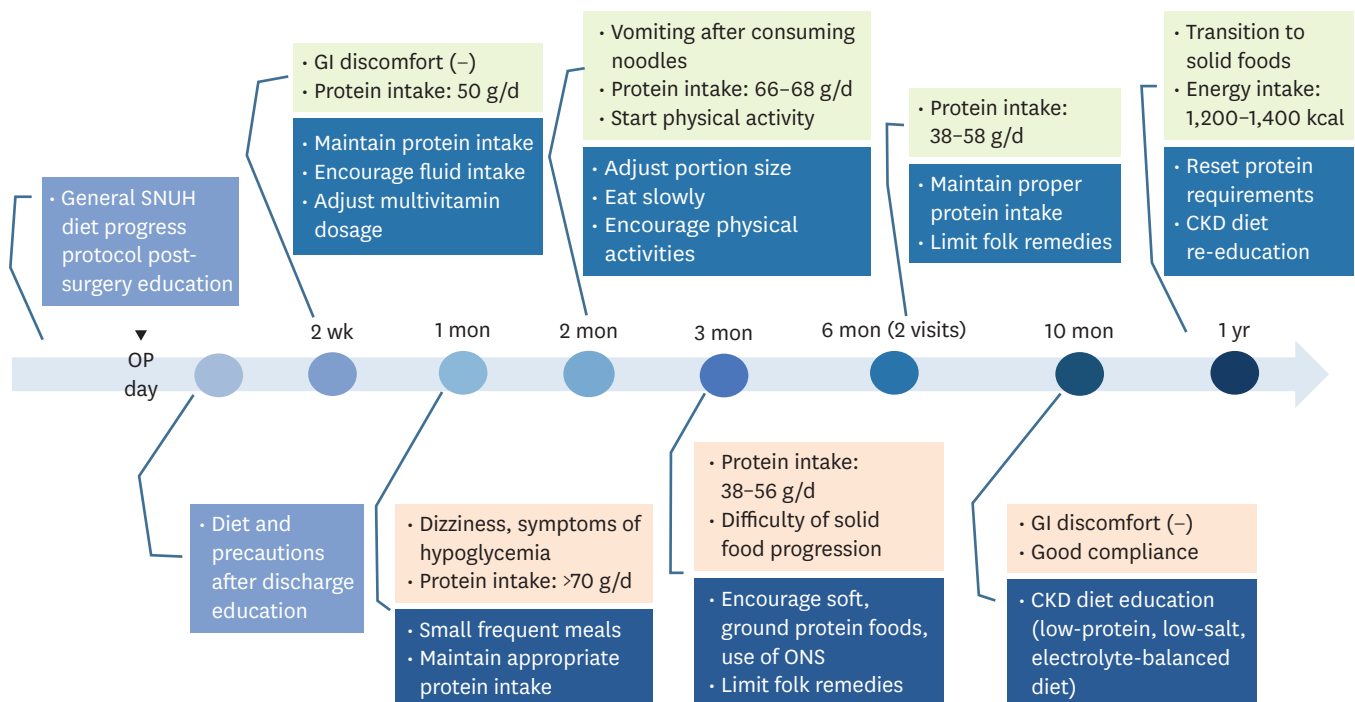 · General SNUH
diet progress
protocol post-
surgery education
· GI discomfort (–)
· Protein intake: 50 g/d
· Maintain protein intake
· Encourage fluid intake
· Adjust multivitamin
dosage
· Vomiting after consuming
noodles
· Protein intake: 66–68 g/d
· Start physical activity
· Adjust portion size
· Eat slowly
· Encourage physical
activities
· Protein intake:
38–58 g/d
· Maintain proper
protein intake
· Limit folk remedies
· Transition to
solid foods
· Energy intake:
1,200–1,400 kcal
· Reset protein
requirements
· CKD diet
re-education
▼
OP
day
2 wk
1 mon
2 mon
3 mon
6 mon (2 visits)
10 mon
1 yr
· Diet and
precautions
after discharge
education
· Dizziness, symptoms of
hypoglycemia
· Protein intake: >70 g/d
· Small frequent meals
· Maintain appropriate
protein intake
· Protein intake:
38–56 g/d
· Difficulty of solid
food progression
· Encourage soft,
ground protein foods,
use of ONS
· Limit folk remedies
· GI discomfort (–)
· Good compliance
· CKD diet education
(low-protein, low-salt,
electrolyte-balanced
diet)